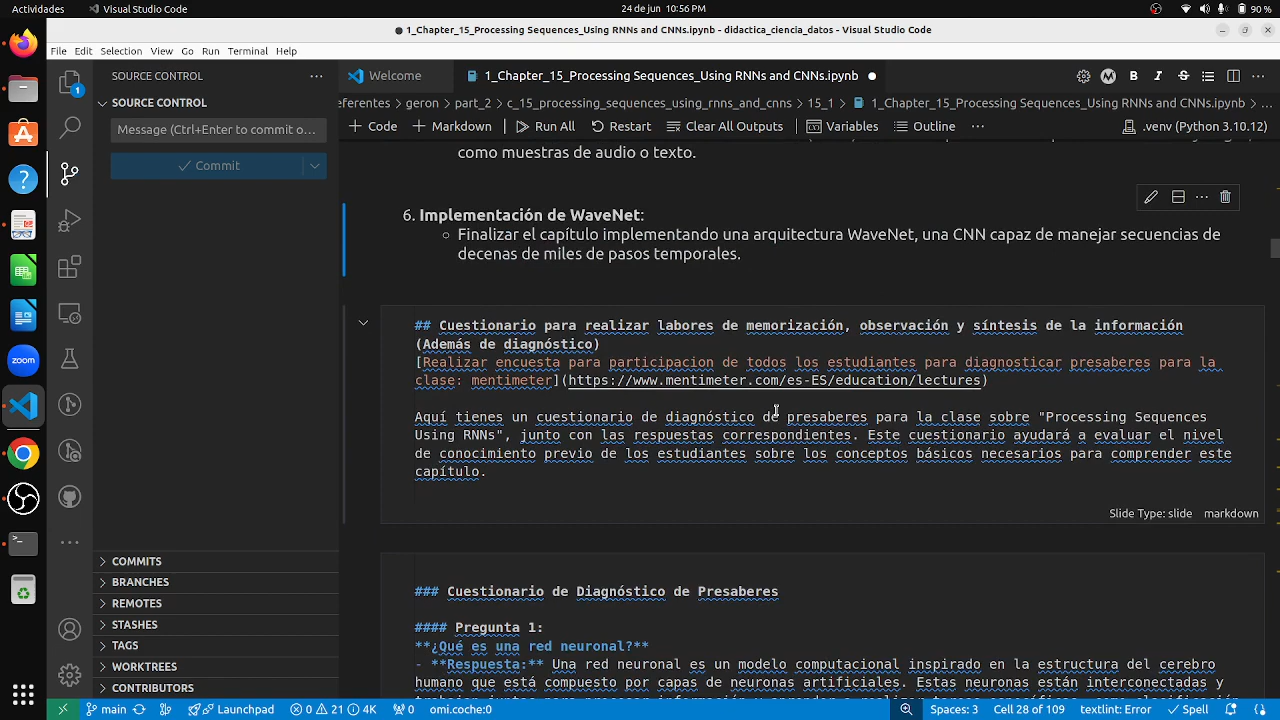 Actividades
Visual Studio Code
24 de jun 10:56 PM
90 %
1_Chapter_15_Processing Sequences_Using RNNs and CNNs.ipynb - didactica_ciencia_datos - Visual Studio Code
File Edit Selection View Go Run Terminal Help
SOURCE CONTROL
Welcome
1_Chapter_15_Processing Sequences_Using RNNs and CNNs.ipynb
SOURCE CONTROL
eferentes > geron > part_2 > c_15_processing_sequences_using_rnns_and_cnns > 15_1 > 1_Chapter_15_Processing Sequences_Using RNNs and CNNs.ipynb > ...
Message (Ctrl+Enter to commit o...
Code Markdown Run All Restart Clear All Outputs Variables Outline ... .venv (Python 3.10.12)
Commit
como muestras de audio o texto.
6. Implementación de WaveNet:
Finalizar el capítulo implementando una arquitectura WaveNet, una CNN capaz de manejar secuencias de
decenas de miles de pasos temporales.
## Cuestionario para realizar labores de memorización, observación y síntesis de la información
(Además de diagnóstico)
[Realizar encuesta para participacion de todos los estudiantes para diagnosticar presaberes para la
clase: mentimeter](https://www.mentimeter.com/es-ES/education/lectures)
Aquí tienes un cuestionario de diagnóstico de presaberes para la clase sobre "Processing Sequences
Using RNNs", junto con las respuestas correspondientes. Este cuestionario ayudará a evaluar el nivel
de conocimiento previo de los estudiantes sobre los conceptos básicos necesarios para comprender este
capítulo.
Slide Type: slide markdown
### Cuestionario de Diagnóstico de Presaberes
#### Pregunta 1:
**¿Qué es una red neuronal?**
- **Respuesta:** Una red neuronal es un modelo computacional inspirado en la estructura del cerebro
humano que está compuesto por capas de neuronas artificiales. Estas neuronas están interconectadas y
COMMITS
BRANCHES
REMOTES
STASHES
TAGS
WORKTREES
CONTRIBUTORS
zoom
1
main
Launchpad
0 21 4K
0
omi.coche:0
Spaces: 3
Cell 28 of 109
textlint: Error
Spell